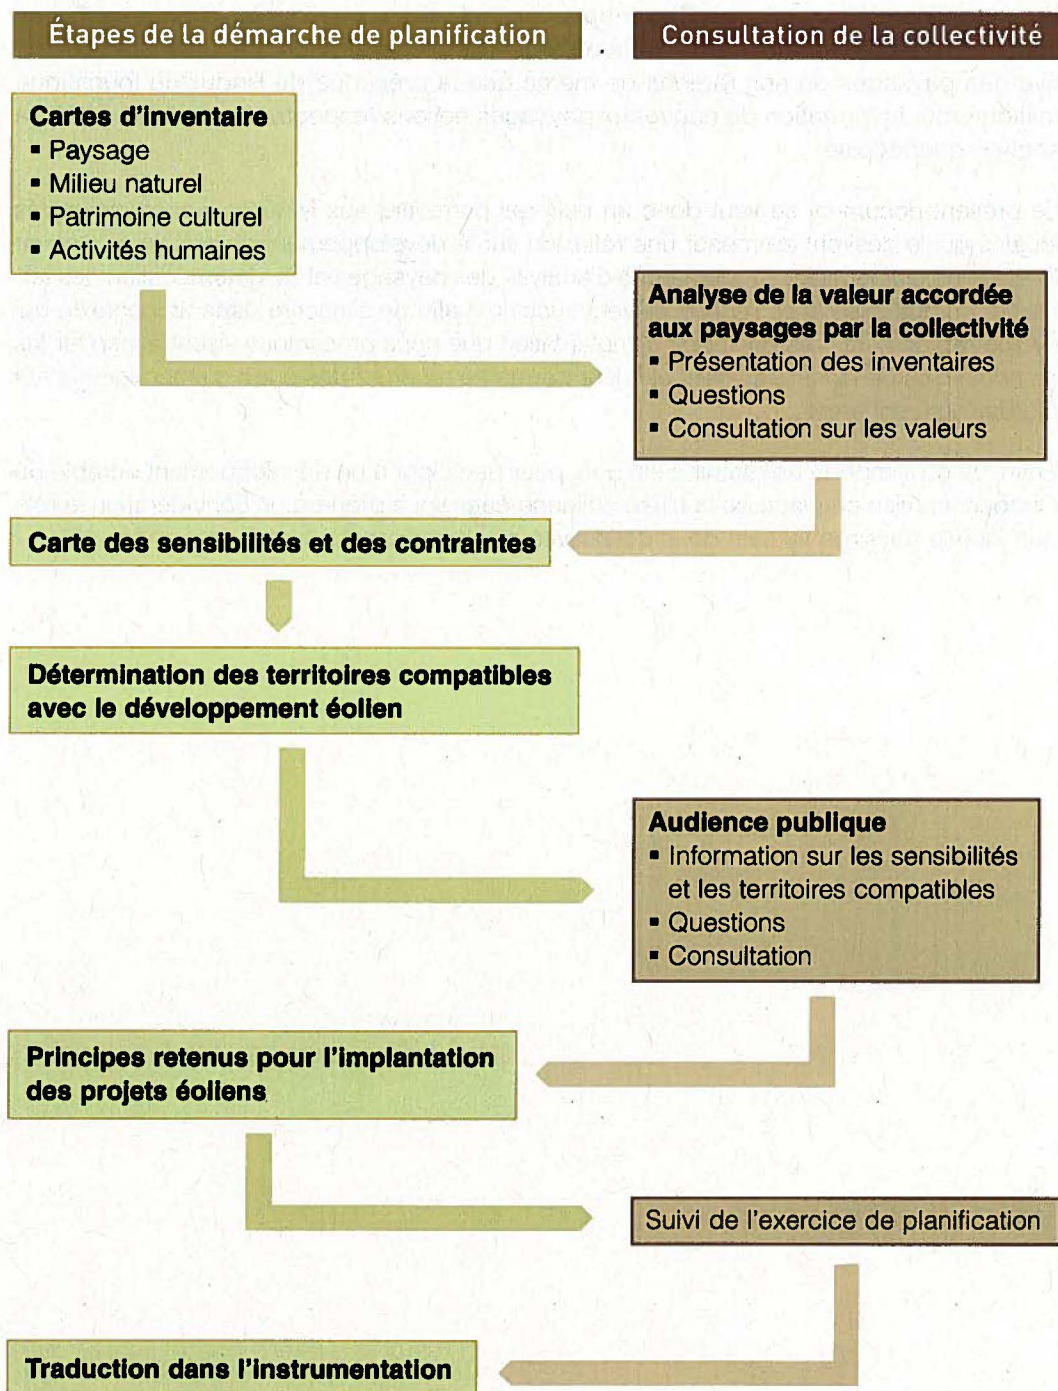 Étapes de la démarche de planification
Consultation de la collectivité
Cartes d'inventaire
▪ Paysage
▪ Milieu naturel
▪ Patrimoine culturel
▪ Activités humaines
Analyse de la valeur accordée
aux paysages par la collectivité
▪ Présentation des inventaires
▪ Questions
▪ Consultation sur les valeurs
Carte des sensibilités et des contraintes
Détermination des territoires compatibles
avec le développement éolien
Audience publique
▪ Information sur les sensibilités
et les territoires compatibles
▪ Questions
▪ Consultation
Principes retenus pour l'implantation
des projets éoliens
Suivi de l'exercice de planification
Traduction dans l'instrumentation